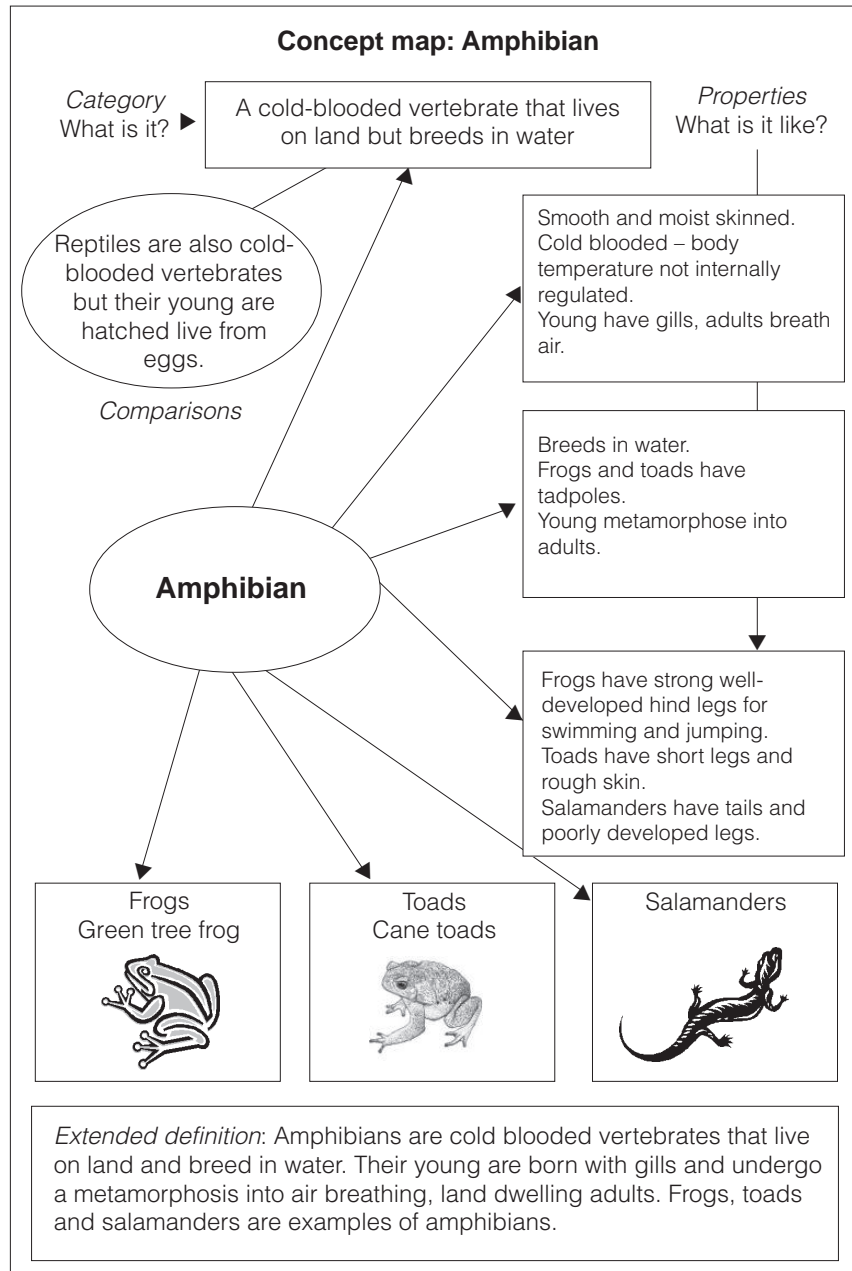 Concept map: Amphibian
Category
What is it?
A cold-blooded vertebrate that lives
on land but breeds in water
Properties
What is it like?
Reptiles are also cold-
blooded vertebrates
but their young are
hatched live from
eggs.
Comparisons
Smooth and moist skinned.
Cold blooded – body
temperature not internally
regulated.
Young have gills, adults breath
air.
Breeds in water.
Frogs and toads have
tadpoles.
Young metamorphose into
adults.
Amphibian
Frogs have strong well-
developed hind legs for
swimming and jumping.
Toads have short legs and
rough skin.
Salamanders have tails and
poorly developed legs.
Frogs
Green tree frog
Toads
Cane toads
Salamanders
Extended definition: Amphibians are cold blooded vertebrates that live
on land and breed in water. Their young are born with gills and undergo
a metamorphosis into air breathing, land dwelling adults. Frogs, toads
and salamanders are examples of amphibians.